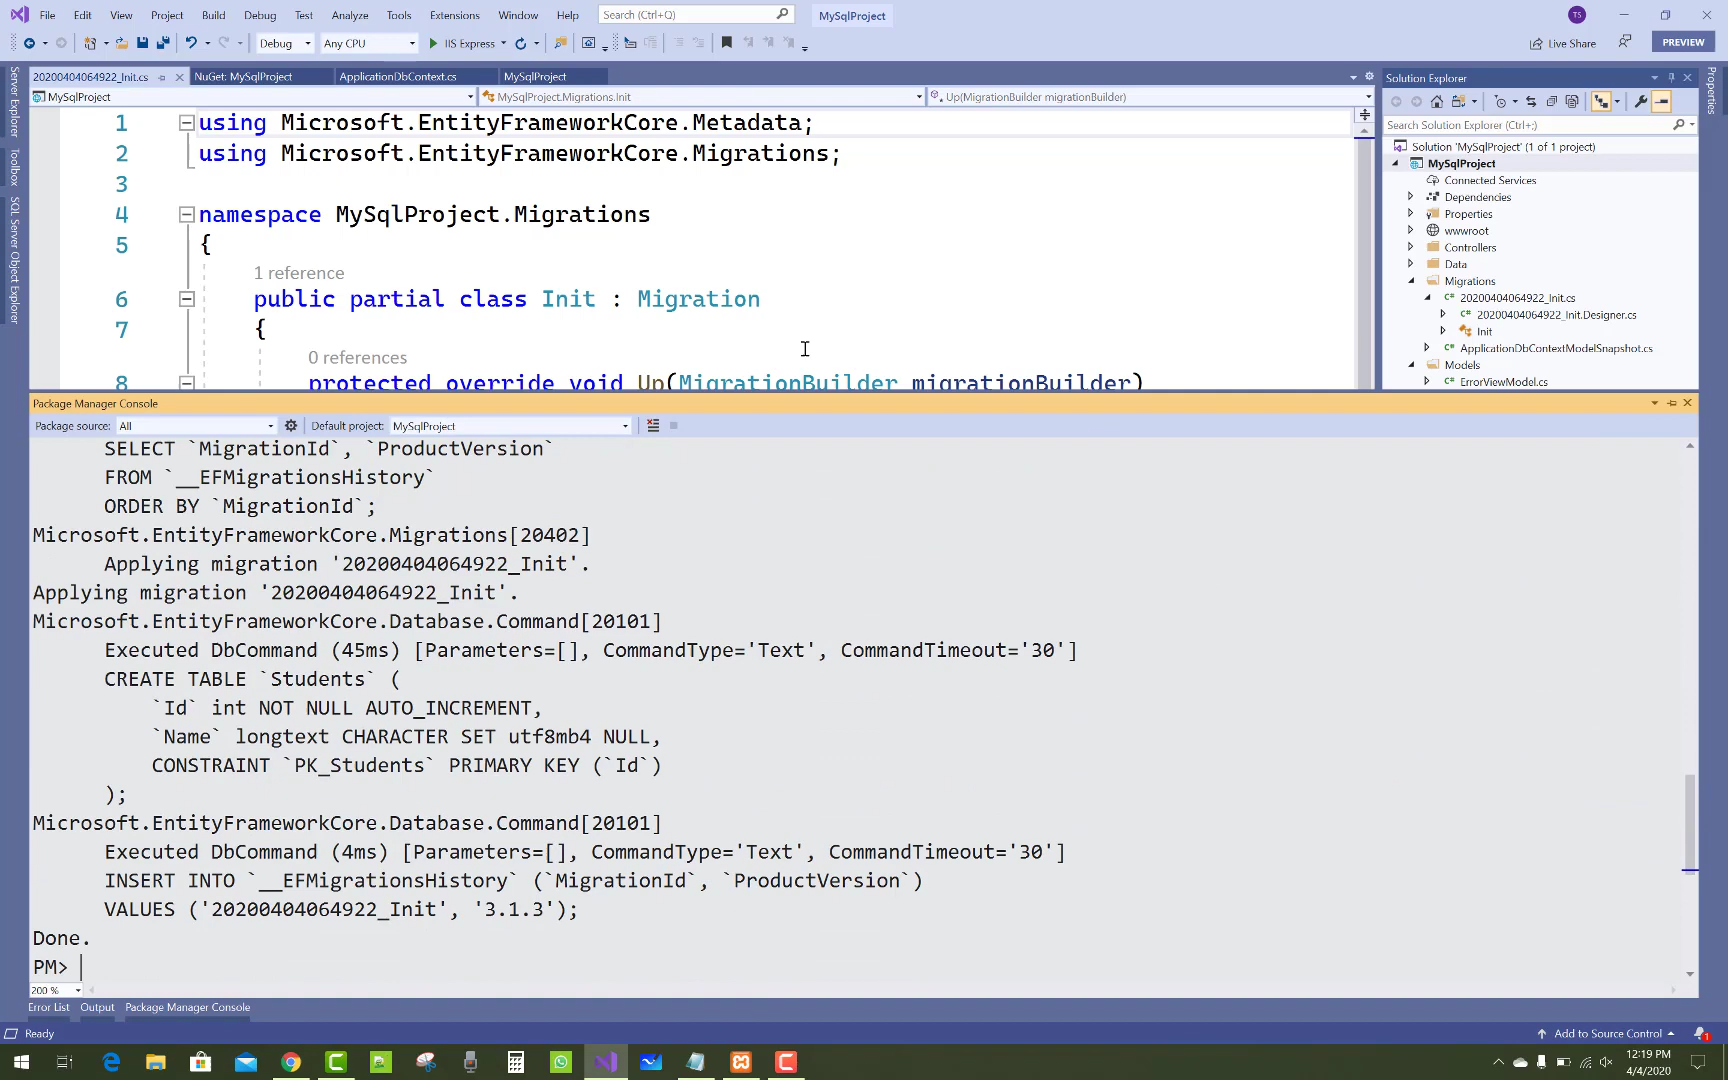 File Edit View Project Build Debug Test Analyze Tools Extensions Window Help Search (Ctrl+Q) MySqlProject TS
Debug Any CPU IIS Express Live Share PREVIEW
20200404064922_Init.cs NuGet: MySqlProject ApplicationDbContext.cs MySqlProject
MySqlProject MySqlProject.Migrations.Init Up(MigrationBuilder migrationBuilder)
Server Explorer
Toolbox
SQL Server Object Explorer
1 using Microsoft.EntityFrameworkCore.Metadata;
2 using Microsoft.EntityFrameworkCore.Migrations;
3
4 namespace MySqlProject.Migrations
5 {
1 reference
6 public partial class Init : Migration
7 {
0 references
8 protected override void Up(MigrationBuilder migrationBuilder)
Solution Explorer
Search Solution Explorer (Ctrl+;)
Solution 'MySqlProject' (1 of 1 project)
MySqlProject
Connected Services
Dependencies
Properties
wwwroot
Controllers
Data
Migrations
20200404064922_Init.cs
20200404064922_Init.Designer.cs
Init
ApplicationDbContextModelSnapshot.cs
Models
ErrorViewModel.cs
Properties
Package Manager Console
Package source: All Default project: MySqlProject
SELECT `MigrationId`, `ProductVersion`
FROM `__EFMigrationsHistory`
ORDER BY `MigrationId`;
Microsoft.EntityFrameworkCore.Migrations[20402]
Applying migration '20200404064922_Init'.
Applying migration '20200404064922_Init'.
Microsoft.EntityFrameworkCore.Database.Command[20101]
Executed DbCommand (45ms) [Parameters=[], CommandType='Text', CommandTimeout='30']
CREATE TABLE `Students` (
`Id` int NOT NULL AUTO_INCREMENT,
`Name` longtext CHARACTER SET utf8mb4 NULL,
CONSTRAINT `PK_Students` PRIMARY KEY (`Id`)
);
Microsoft.EntityFrameworkCore.Database.Command[20101]
Executed DbCommand (4ms) [Parameters=[], CommandType='Text', CommandTimeout='30']
INSERT INTO `__EFMigrationsHistory` (`MigrationId`, `ProductVersion`)
VALUES ('20200404064922_Init', '3.1.3');
Done.
PM>
200 %
Error List Output Package Manager Console
Ready Add to Source Control 1
12:19 PM
4/4/2020